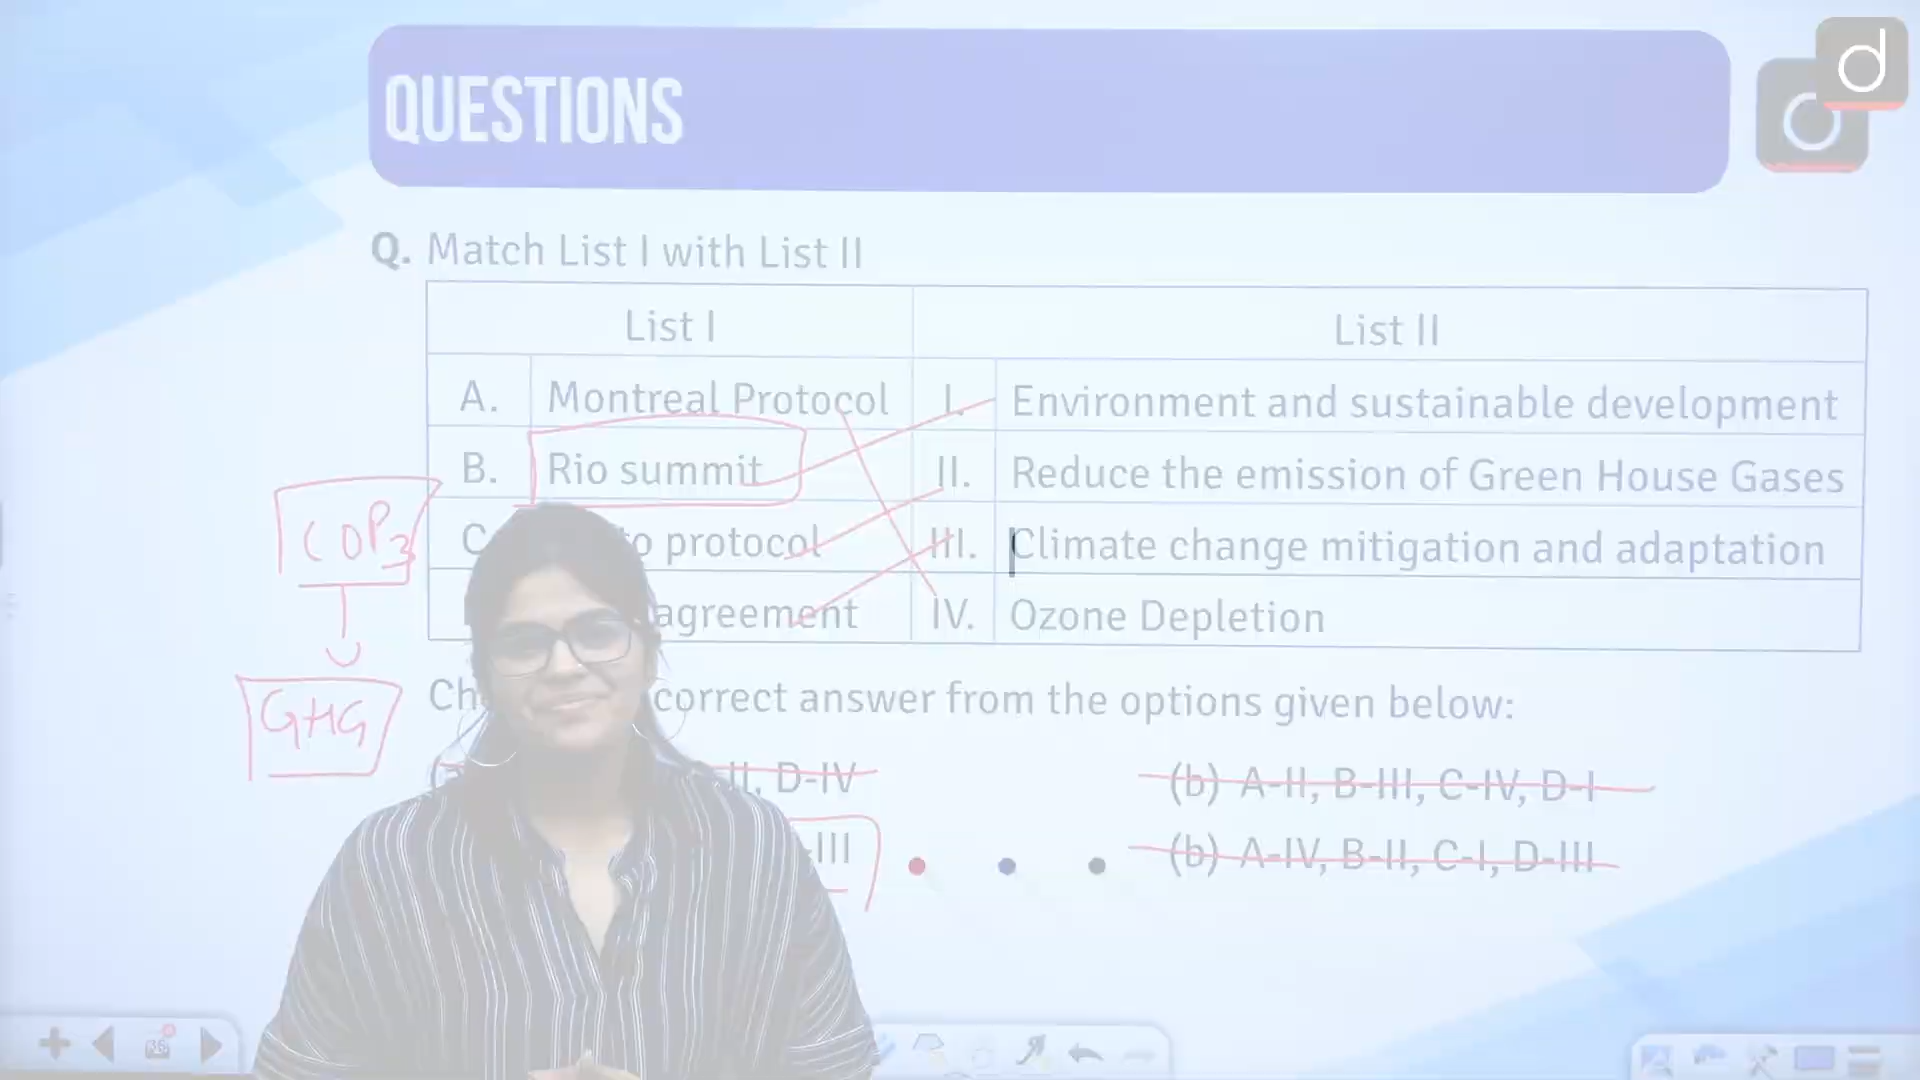 d
QUESTIONS
Q. Match List I with List II
List I List II
A. Montreal Protocol I. Environment and sustainable development
B. Rio summit II. Reduce the emission of Green House Gases
C protocol III. Climate change mitigation and adaptation
agreement IV. Ozone Depletion
COP3
GHG
correct answer from the options given below:
II, D-IV (b) A-II, B-III, C-IV, D-I
-III (b) A-IV, B-II, C-I, D-III